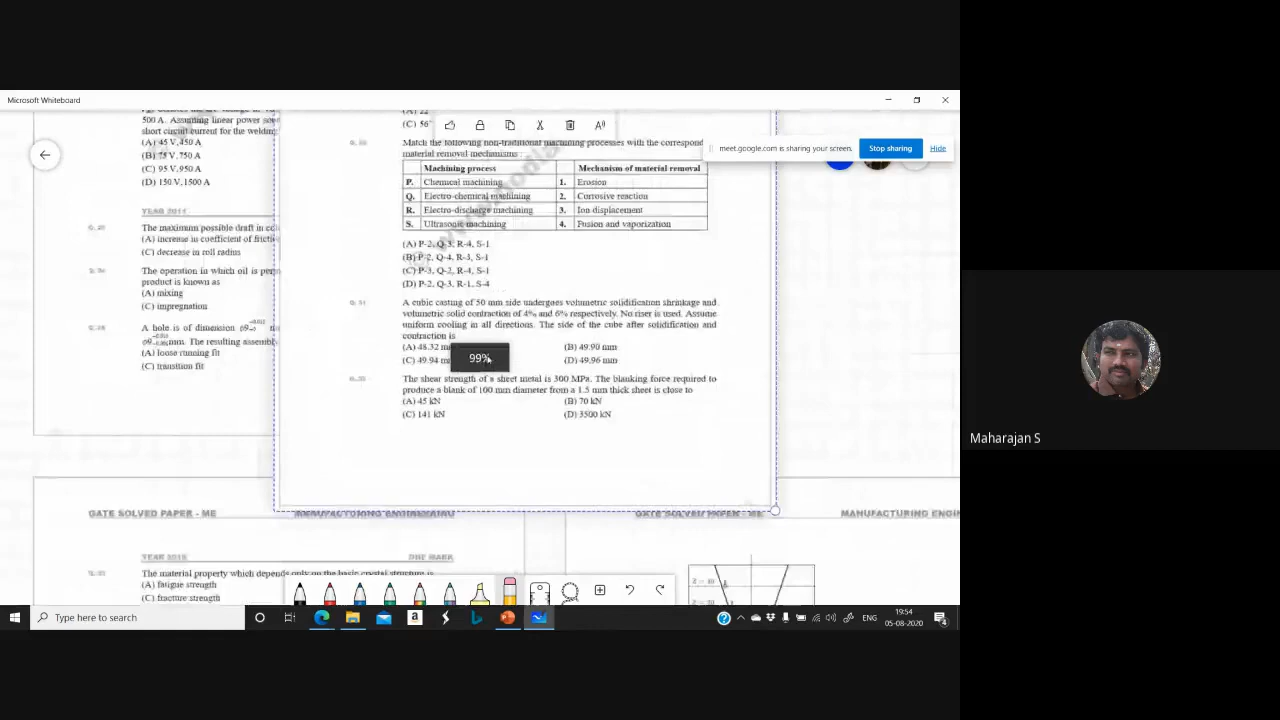 Microsoft Whiteboard
500 A. Assuming linear power
short circuit current for the welding
(A) 45 V, 450 A
(B) 75 V, 750 A
(C) 95 V, 950 A
(D) 150 V, 1500 A
YEAR 2011
The maximum possible draft in
(A) increase in coefficient of
(C) decrease in roll radius
The operation in which oil is
product is known as
(A) mixing
(C) impregnation
A hole is of dimension
mm. The resulting
(A) loose running fit
(C) transition fit
(C) 56°
Match the following non-traditional machining processes with the
material removal mechanisms
Machining process Mechanism of material removal
P. Chemical machining 1. Erosion
Q. Electro-chemical machining 2. Corrosive reaction
R. Electro-discharge machining 3. Ion displacement
S. Ultrasonic machining 4. Fusion and vaporization
(A) P-2, Q-3, R-4, S-1
(B) P-2, Q-4, R-3, S-1
(C) P-3, Q-2, R-4, S-1
(D) P-2, Q-3, R-1, S-4
A cubic casting of 50 mm side undergoes volumetric solidification shrinkage and
volumetric solid contraction of 4% and 6% respectively. No riser is used. Assume
uniform cooling in all directions. The side of the cube after solidification and
contraction is
(A) 48.32 (B) 49.90 mm
(C) 49.94 (D) 49.96 mm
99%
The shear strength of a sheet metal is 300 MPa. The blanking force required to
produce a blank of 100 mm diameter from a 1.5 mm thick sheet is close to
(A) 45 kN (B) 70 kN
(C) 141 kN (D) 3500 kN
meet.google.com is sharing your screen.
Stop sharing
Hide
Maharajan S
GATE SOLVED PAPER - ME MANUFACTURING ENGINEERING
GATE SOLVED PAPER - ME MANUFACTURING
YEAR 2010 ONE MARK
The material property which depends only on the basic crystal structure is
(A) fatigue strength
(C) fracture strength
Type here to search
ENG
19:54
05-08-2020